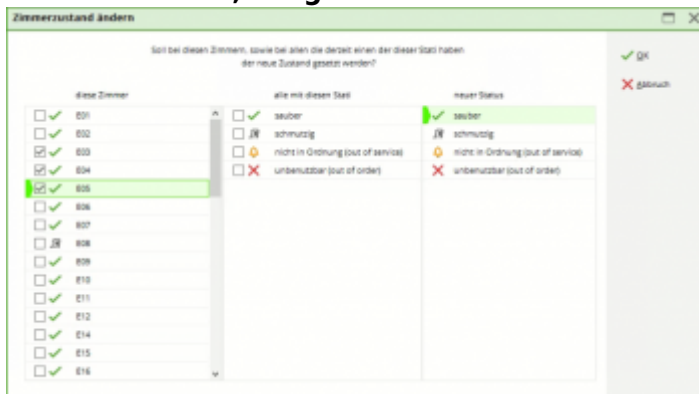 Zimmerzustand ändern
Soll bei diesen Zimmern, sowie bei allen die derzeit einen der dieser Stati haben
der neue Zustand gesetzt werden?
OK
Abbruch
diese Zimmer alle mit diesen Stati neuer Status
E01 sauber sauber
E02 schmutzig schmutzig
E03 nicht in Ordnung (out of service) nicht in Ordnung (out of service)
E04 unbenutzbar (out of order) unbenutzbar (out of order)
E05
E06
E07
E08
E09
E10
E11
E12
E14
E15
E16